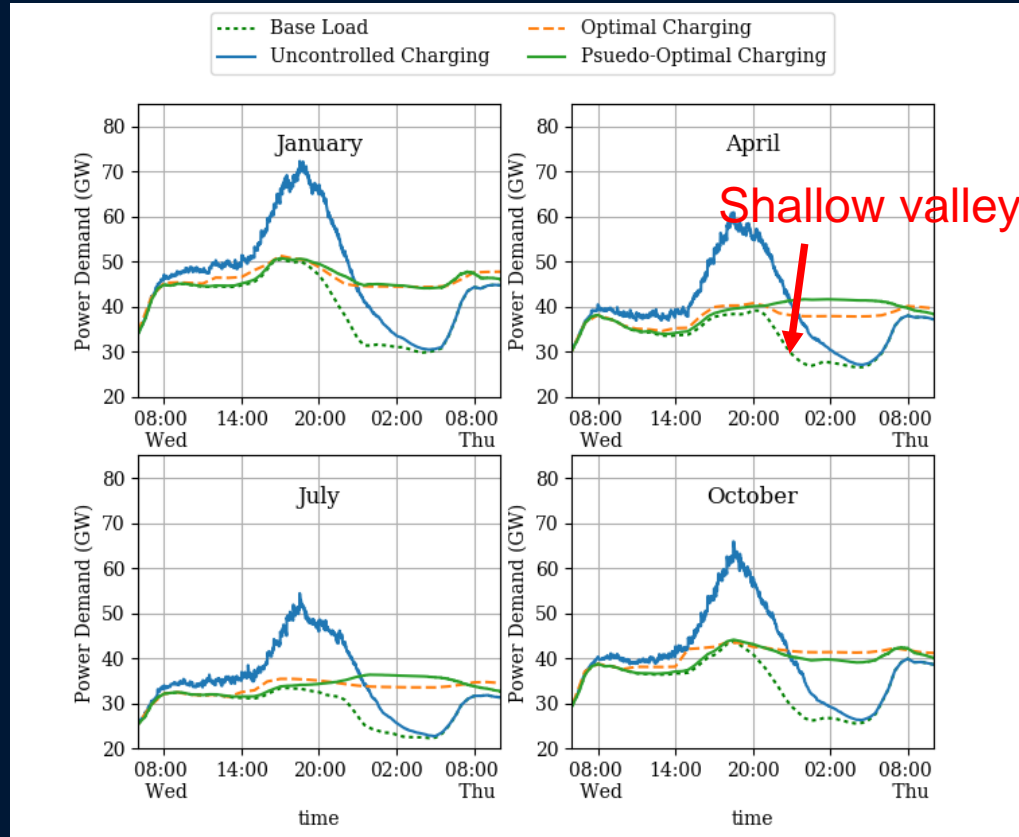 Base Load
Optimal Charging
Uncontrolled Charging
Psuedo-Optimal Charging
January
Power Demand (GW)
80
70
60
50
40
30
20
08:00
14:00
20:00
02:00
08:00
Wed
Thu
April
Shallow valley
Power Demand (GW)
80
70
60
50
40
30
20
08:00
14:00
20:00
02:00
08:00
Wed
Thu
July
Power Demand (GW)
80
70
60
50
40
30
20
08:00
14:00
20:00
02:00
08:00
Wed
Thu
time
October
Power Demand (GW)
80
70
60
50
40
30
20
08:00
14:00
20:00
02:00
08:00
Wed
Thu
time